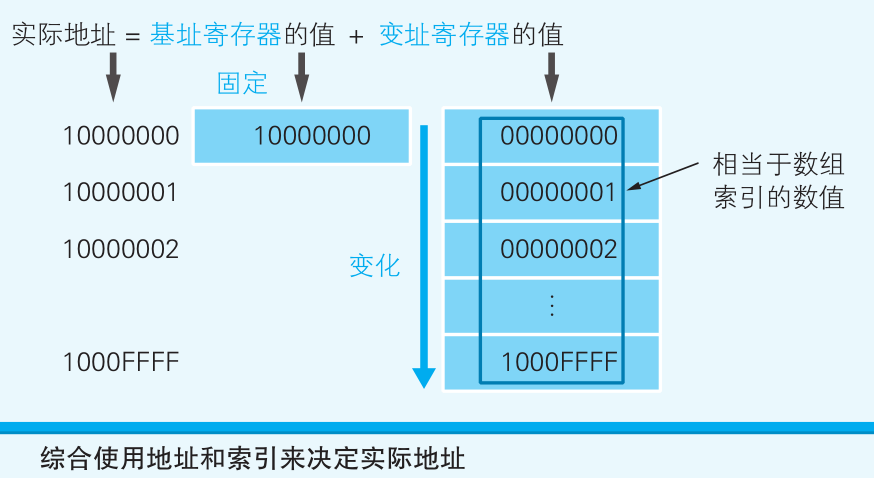 实际地址 = 基址寄存器的值 + 变址寄存器的值
固定
10000000 10000000 00000000
10000001 00000001
10000002 00000002
变化
⋮
1000FFFF 1000FFFF
相当于数组
索引的数值
综合使用地址和索引来决定实际地址